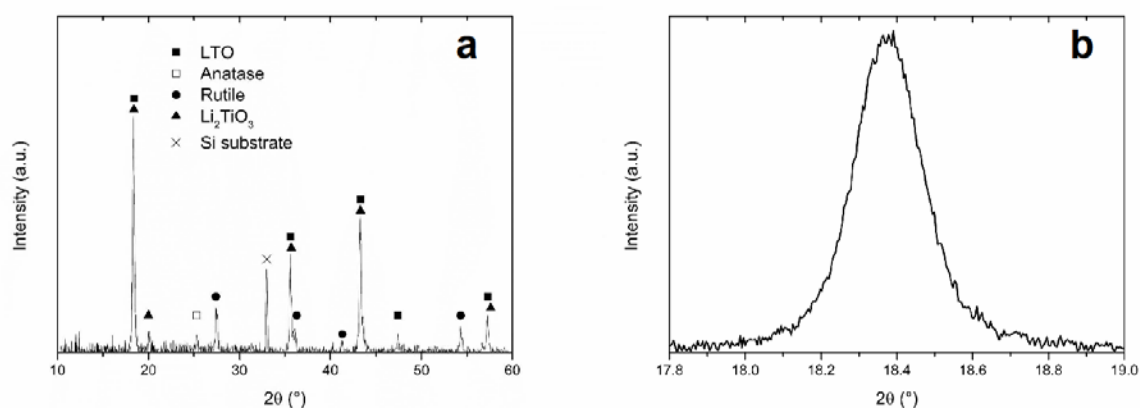 a
LTO
Anatase
Rutile
Li₂TiO₃
Si substrate
Intensity (a.u.)
10 20 30 40 50 60
2θ (°)
b
Intensity (a.u.)
17.8 18.0 18.2 18.4 18.6 18.8 19.0
2θ (°)